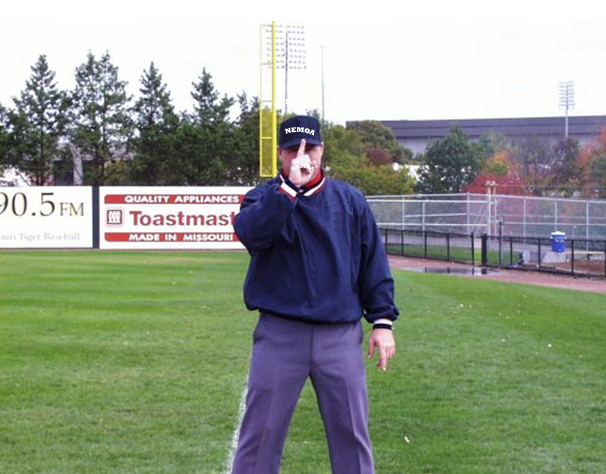 NEMOA
90.5 FM
Tiger Baseball
QUALITY APPLIANCES
Toastmast
MADE IN MISSOURI